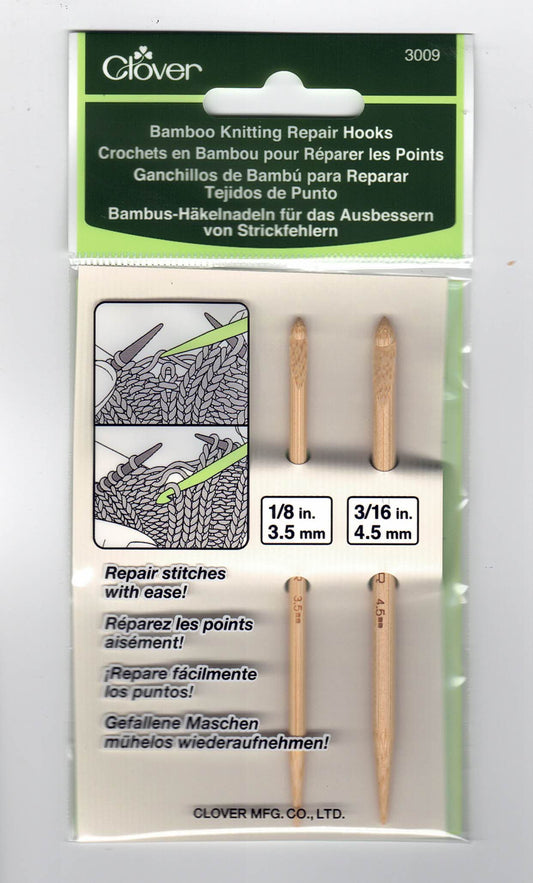 Clover
3009
Bamboo Knitting Repair Hooks
Crochets en Bambou pour Réparer les Points
Ganchillos de Bambú para Reparar
Tejidos de Punto
Bambus-Häkelnadeln für das Ausbessern
von Strickfehlern
1/8 in.
3.5 mm
3/16 in.
4.5 mm
R 3.5mm
R 4.5mm
Repair stitches
with ease!
Réparez les points
aisément!
¡Repare fácilmente
los puntos!
Gefallene Maschen
mühelos wiederaufnehmen!
CLOVER MFG. CO., LTD.